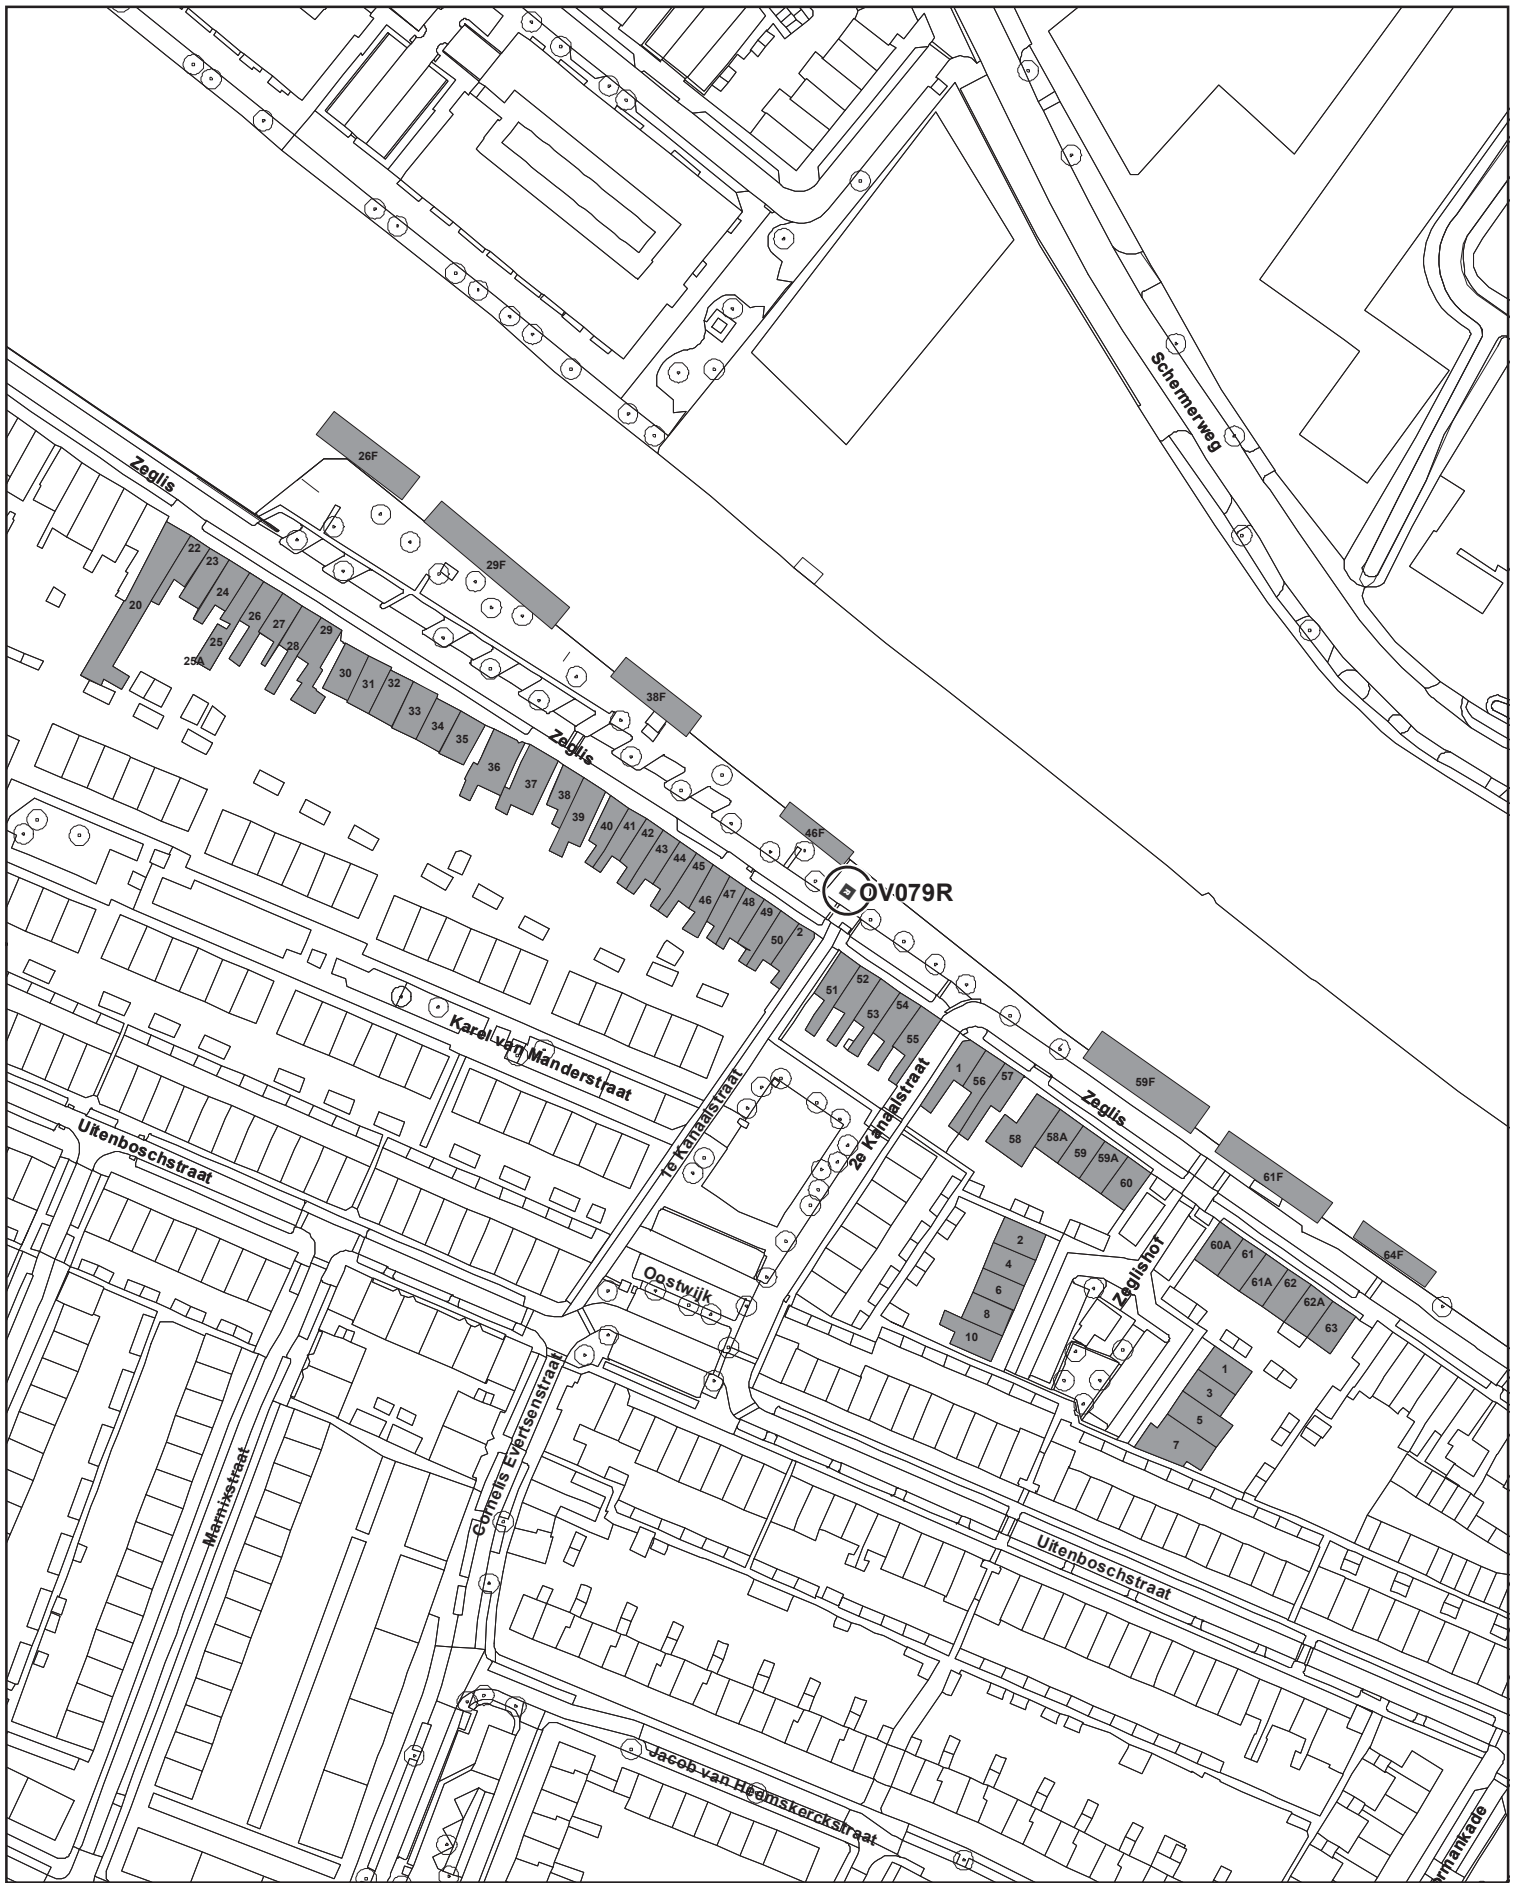 Schermerweg
26F
Zeglis
29F
22
23
24
20
26
27
29
25
28
25A
30
31
32
33
34
35
38F
Zeglis
36
37
38
39
46F
40
41
42
43
44
45
46
47
48
49
50
2
OV079R
51
52
53
54
55
Karel van Manderstraat
1e Kanaalstraat
2e Kanaalstraat
1
56
57
59F
Zeglis
58
58A
59
59A
60
61F
Uitenboschstraat
2
4
6
8
10
Zeglishof
60A
61
61A
62
62A
63
64F
Oostwijk
1
3
5
7
Marnixstraat
Cornelis Evertsenstraat
Uitenboschstraat
Jacob van Heemskerckstraat
ormankade